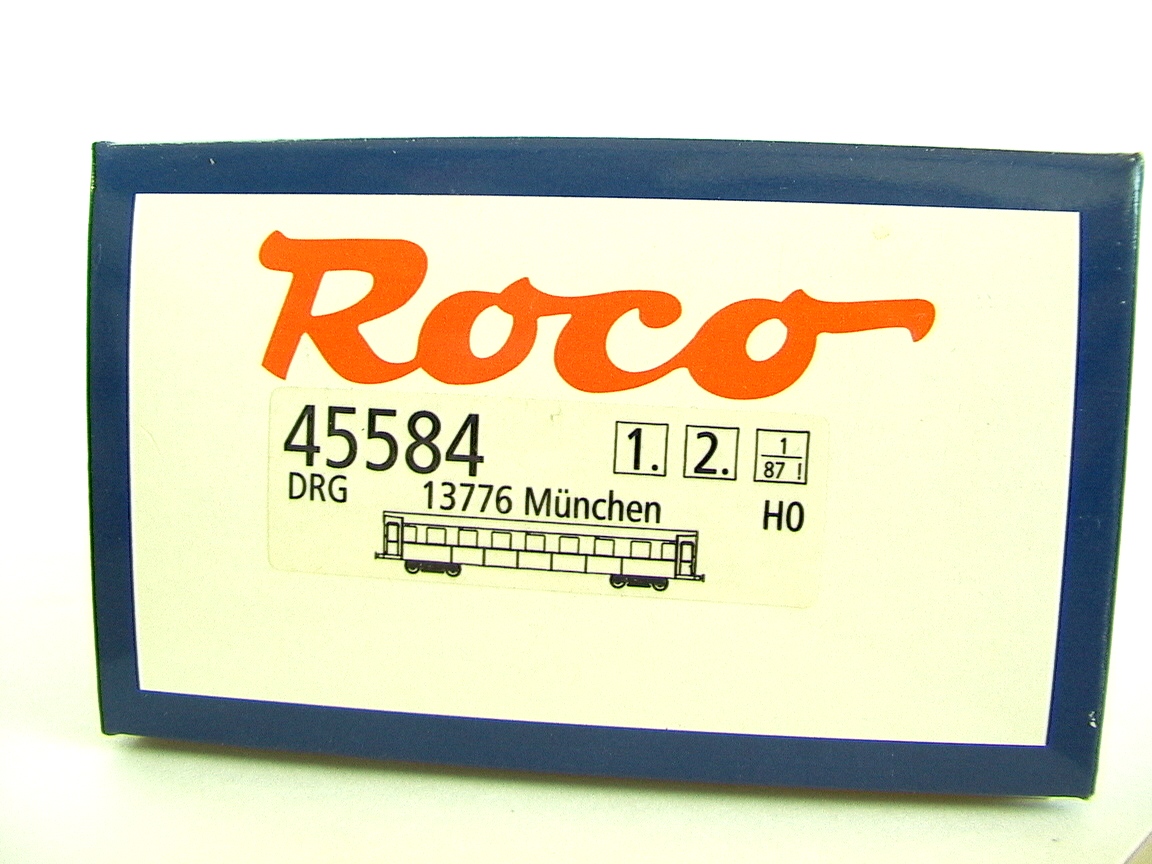 Roco
45584
1. 2. 1/87 !
DRG 13776 München H0